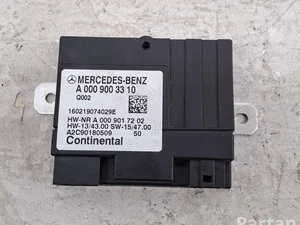 MERCEDES-BENZ
A 000 900 33 10
Q002
160219074029E
HW-NR A 000 901 72 02
HW-13/43.00 SW-15/47.00
A2C90180509 50
Continental
Partan